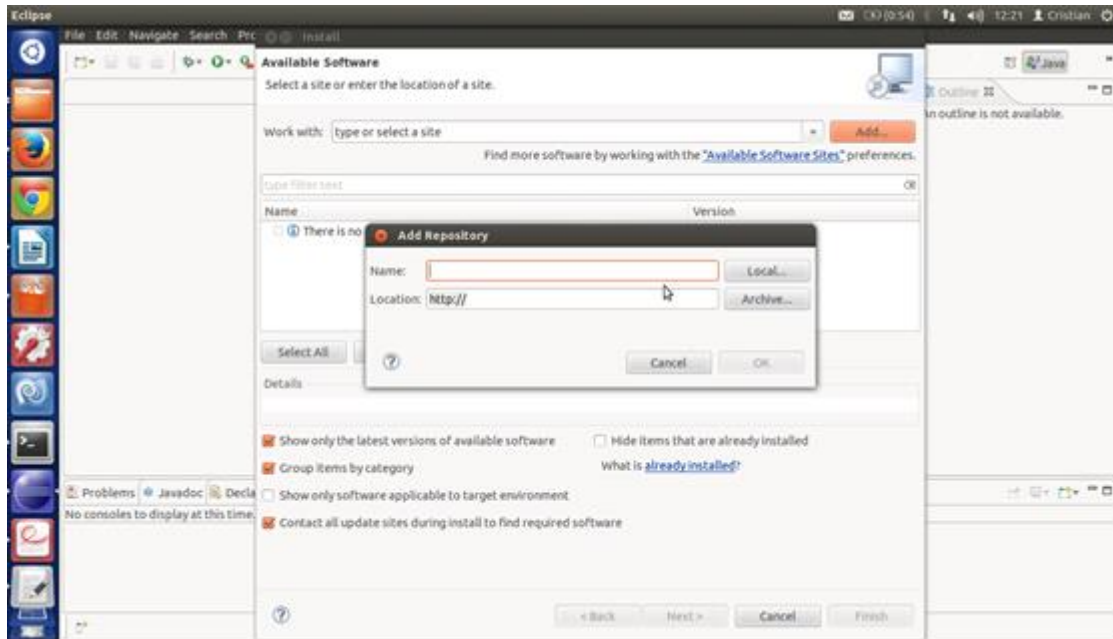 Eclipse (0:54) 12:21 Cristian
File Edit Navigate Search Install
Available Software
Select a site or enter the location of a site.
Java
Outline
An outline is not available.
Work with: type or select a site Add...
Find more software by working with the "Available Software Sites" preferences.
type filter text
Name Version
There is no
Add Repository
Name: Local...
Location: http:// Archive...
Cancel OK
Select All
Details
Show only the latest versions of available software
Hide items that are already installed
Group items by category
What is already installed?
Show only software applicable to target environment
Contact all update sites during install to find required software
Problems Javadoc Decla
No consoles to display at this time.
< Back Next > Cancel Finish